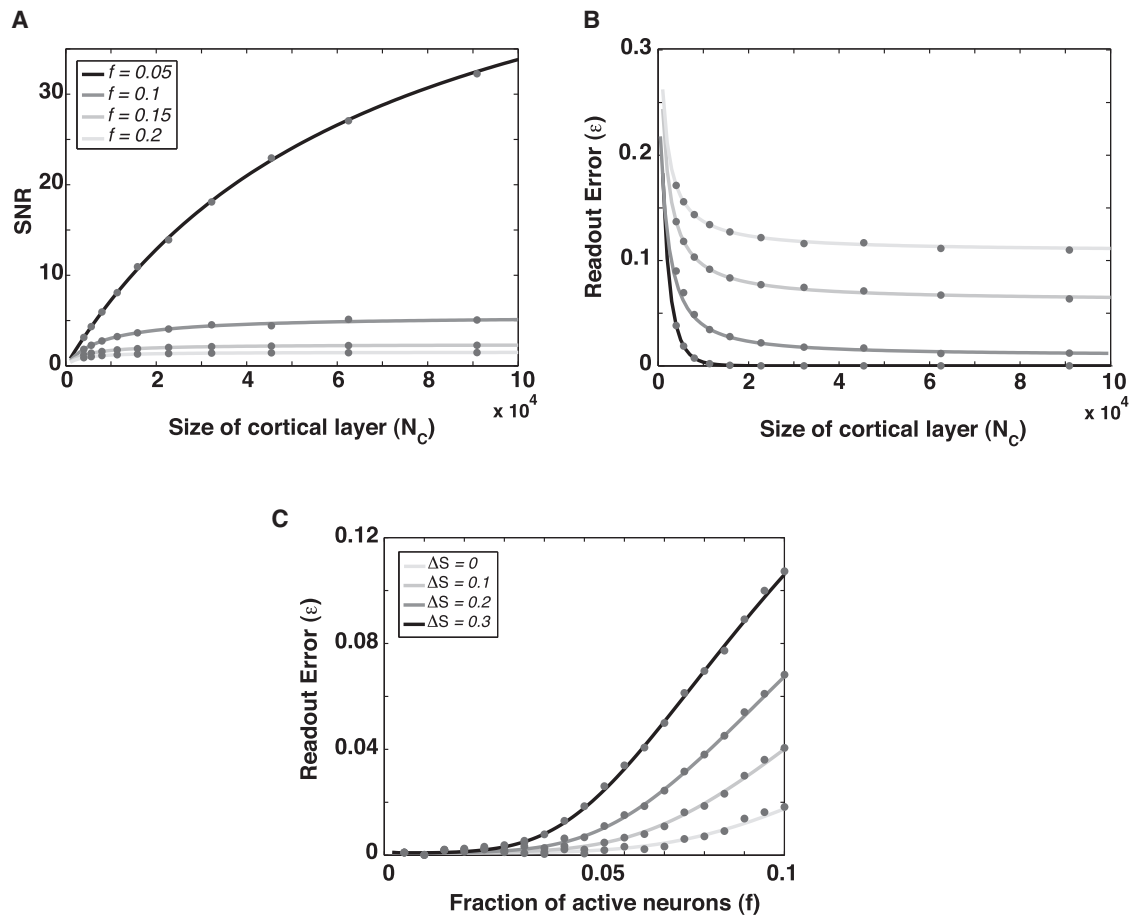 A
SNR
30
20
10
0
f = 0.05
f = 0.1
f = 0.15
f = 0.2
0 2 4 6 8 10
x 10^4
Size of cortical layer (N_C)
B
Readout Error (ε)
0.3
0.2
0.1
0
0 2 4 6 8 10
x 10^4
Size of cortical layer (N_C)
C
Readout Error (ε)
0.12
0.08
0.04
0
ΔS = 0
ΔS = 0.1
ΔS = 0.2
ΔS = 0.3
0 0.05 0.1
Fraction of active neurons (f)